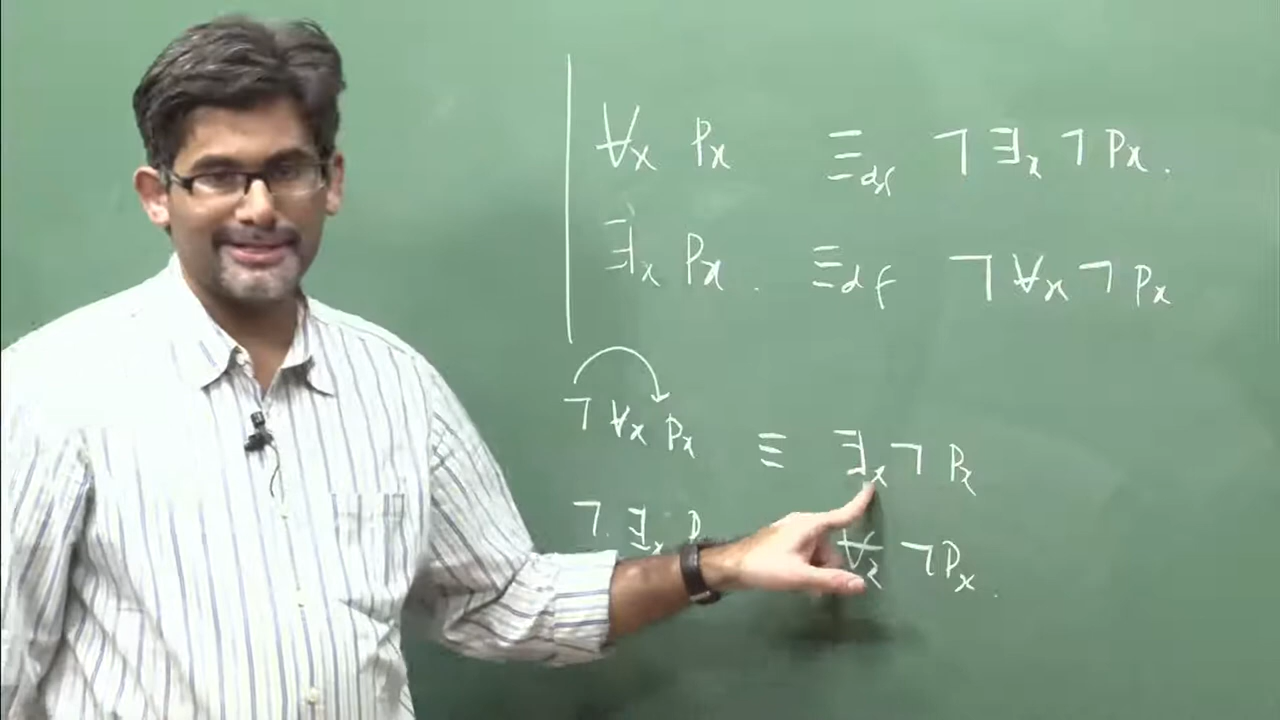 ∀x Px ≡df ¬∃x¬Px.
∃x Px. ≡df ¬∀x¬Px
¬∀x Px ≡ ∃x¬Px
¬∃x P ∀x ¬Px.